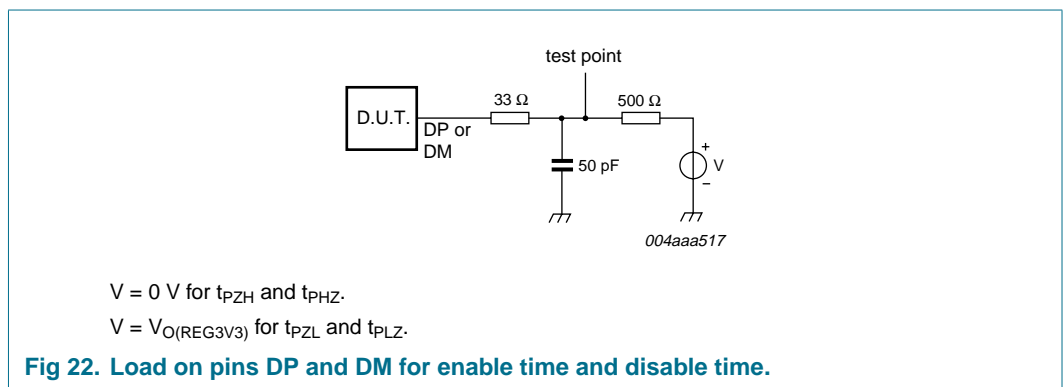 test point
33 Ω
500 Ω
D.U.T.
DP or
DM
50 pF
+
V
−
004aaa517
V = 0 V for tPZH and tPHZ.
V = VO(REG3V3) for tPZL and tPLZ.
Fig 22. Load on pins DP and DM for enable time and disable time.